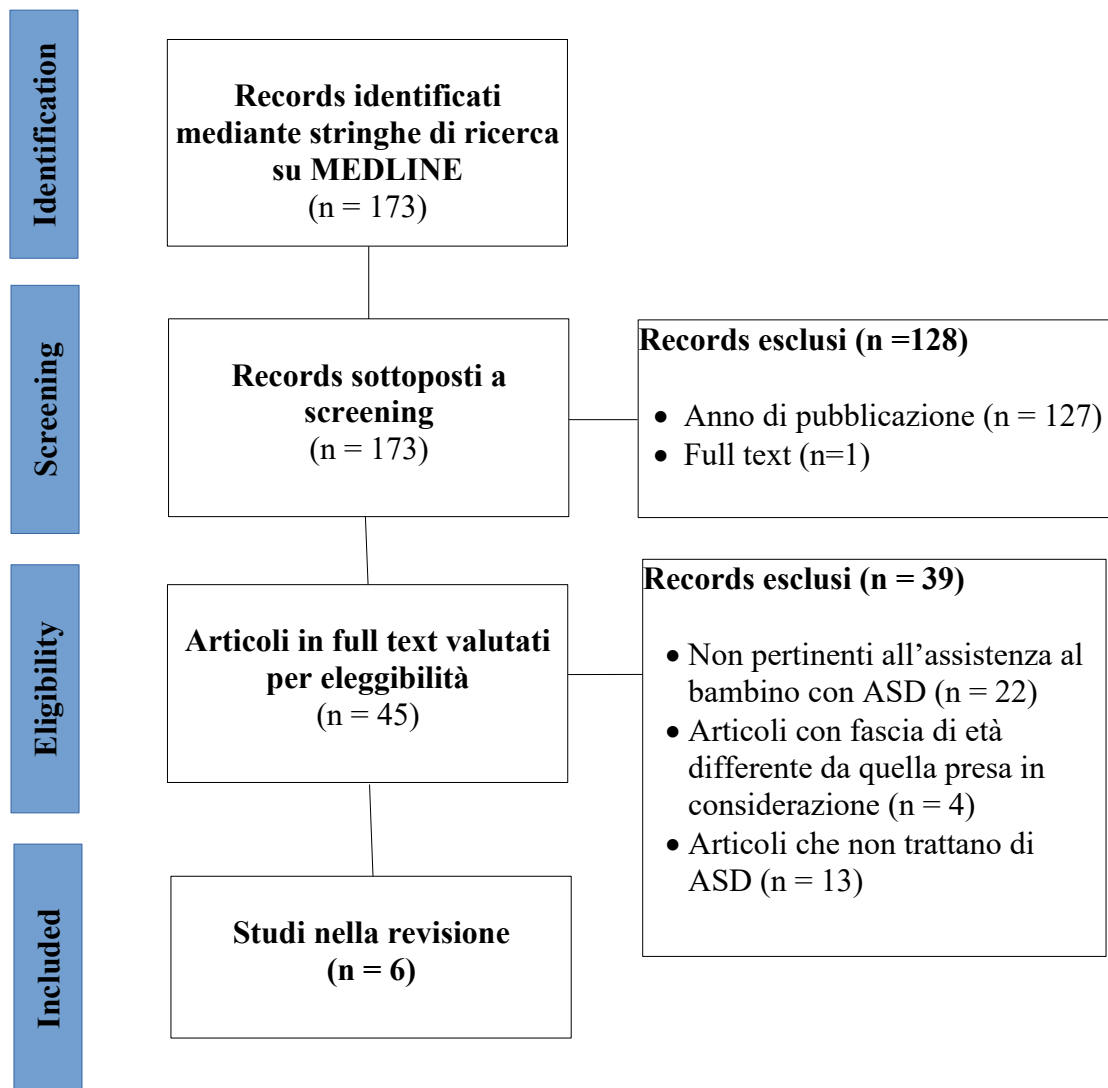 Identification
Records identificati
mediante stringhe di ricerca
su MEDLINE
(n = 173)
Screening
Records sottoposti a
screening
(n = 173)
Records esclusi (n =128)
• Anno di pubblicazione (n = 127)
• Full text (n=1)
Eligibility
Articoli in full text valutati
per eleggibilità
(n = 45)
Records esclusi (n = 39)
• Non pertinenti all’assistenza al
bambino con ASD (n = 22)
• Articoli con fascia di età
differente da quella presa in
considerazione (n = 4)
• Articoli che non trattano di
ASD (n = 13)
Included
Studi nella revisione
(n = 6)